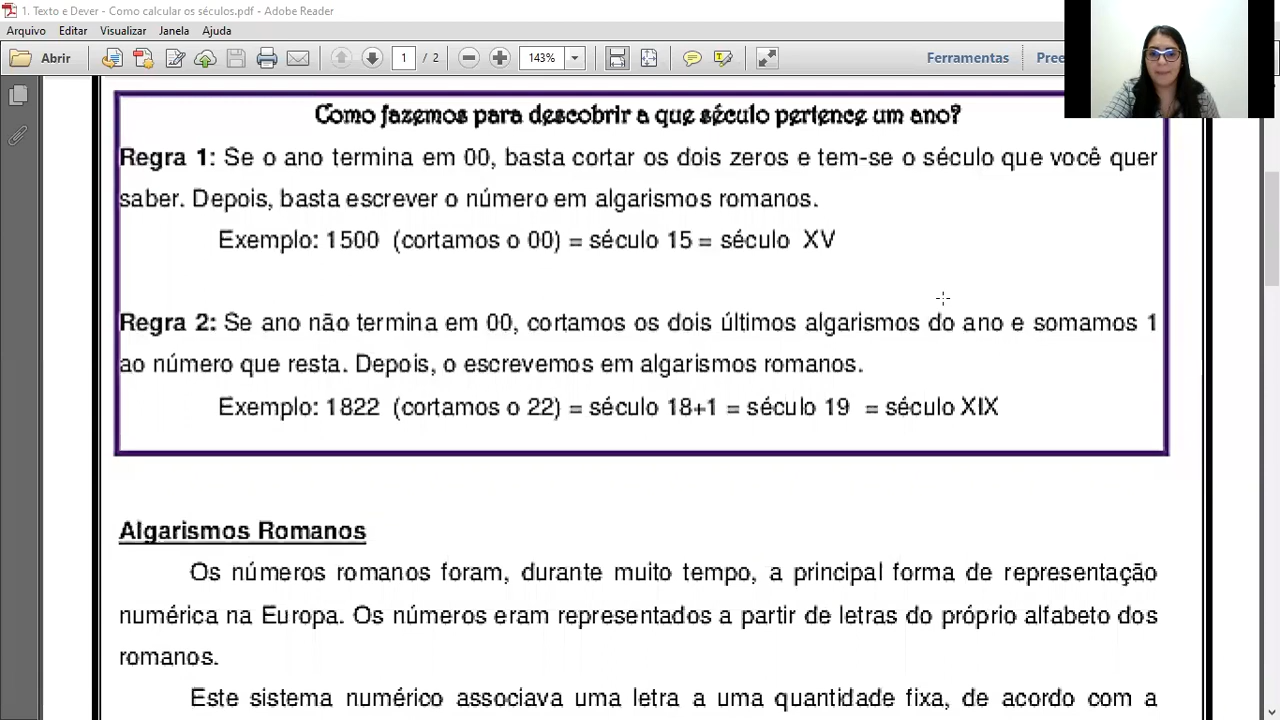 1. Texto e Dever - Como calcular os séculos.pdf - Adobe Reader
Arquivo Editar Visualizar Janela Ajuda
Abrir 1 / 2 143% Ferramentas Pree
Como fazemos para descobrir a que século pertence um ano?
Regra 1: Se o ano termina em 00, basta cortar os dois zeros e tem-se o século que você quer
saber. Depois, basta escrever o número em algarismos romanos.
Exemplo: 1500 (cortamos o 00) = século 15 = século XV
Regra 2: Se ano não termina em 00, cortamos os dois últimos algarismos do ano e somamos 1
ao número que resta. Depois, o escrevemos em algarismos romanos.
Exemplo: 1822 (cortamos o 22) = século 18+1 = século 19 = século XIX
Algarismos Romanos
Os números romanos foram, durante muito tempo, a principal forma de representação
numérica na Europa. Os números eram representados a partir de letras do próprio alfabeto dos
romanos.
Este sistema numérico associava uma letra a uma quantidade fixa, de acordo com a